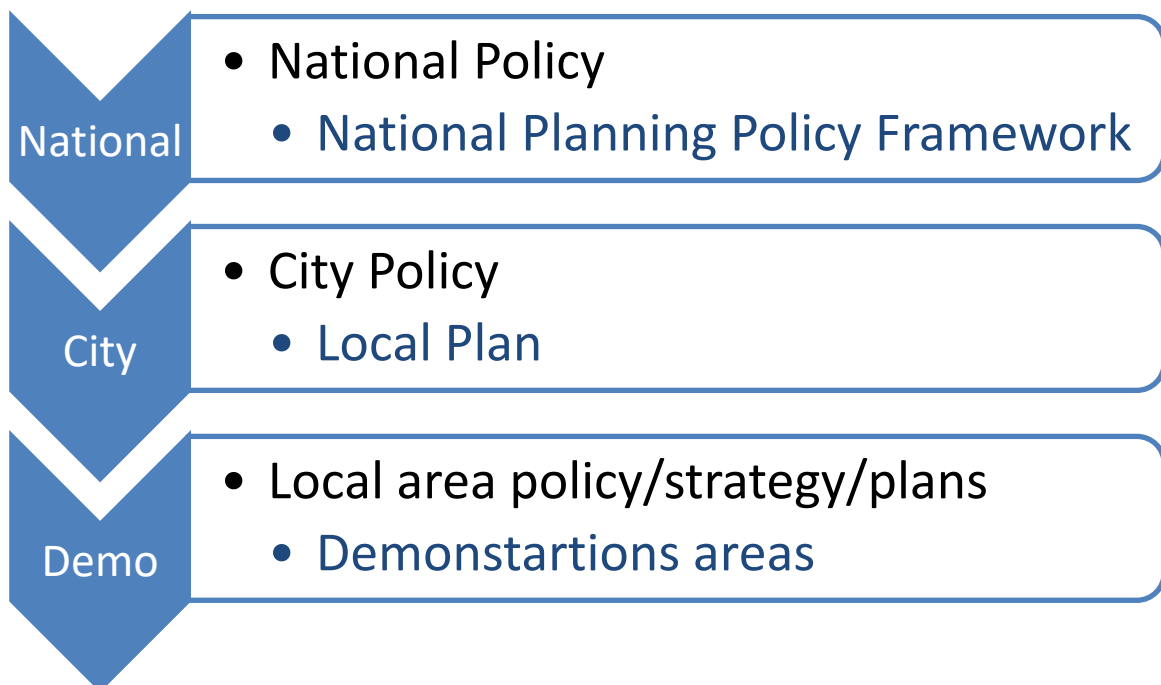 National
• National Policy
• National Planning Policy Framework
City
• City Policy
• Local Plan
Demo
• Local area policy/strategy/plans
• Demonstartions areas